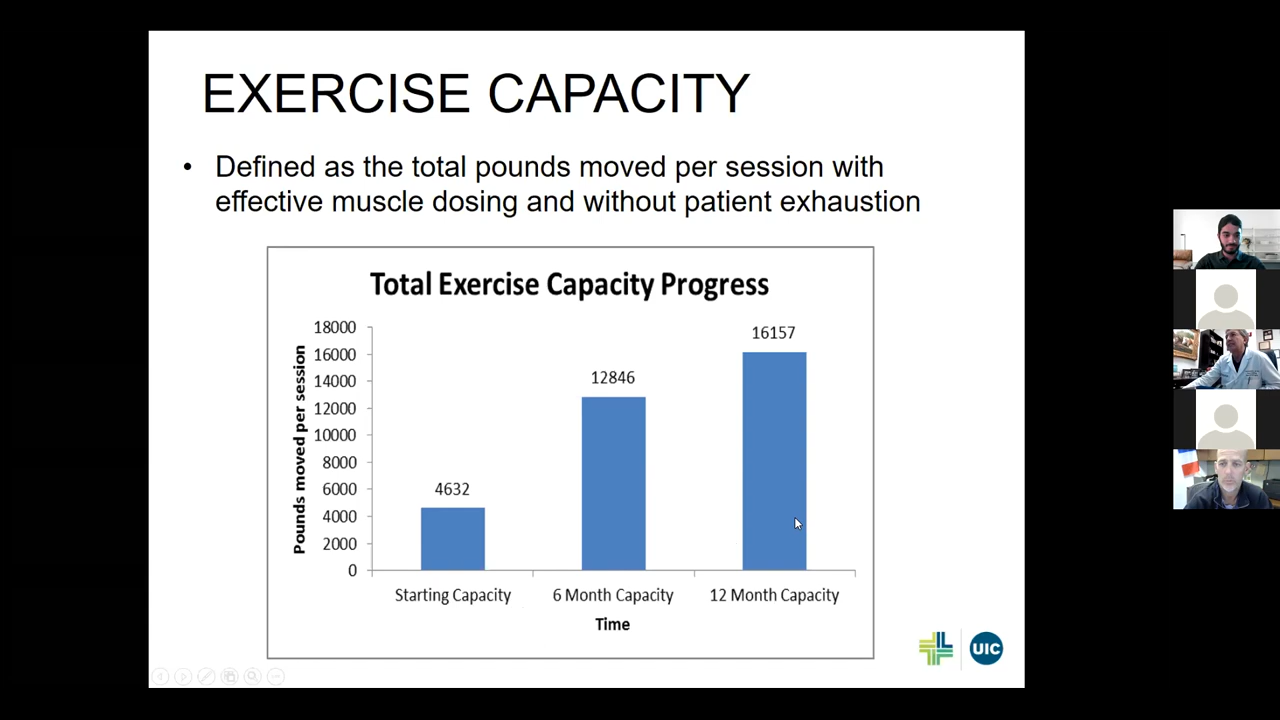 EXERCISE CAPACITY
• Defined as the total pounds moved per session with
effective muscle dosing and without patient exhaustion
Total Exercise Capacity Progress
Pounds moved per session
18000
16000
14000
12000
10000
8000
6000
4000
2000
0
4632
12846
16157
Starting Capacity
6 Month Capacity
12 Month Capacity
Time
IL
UIC